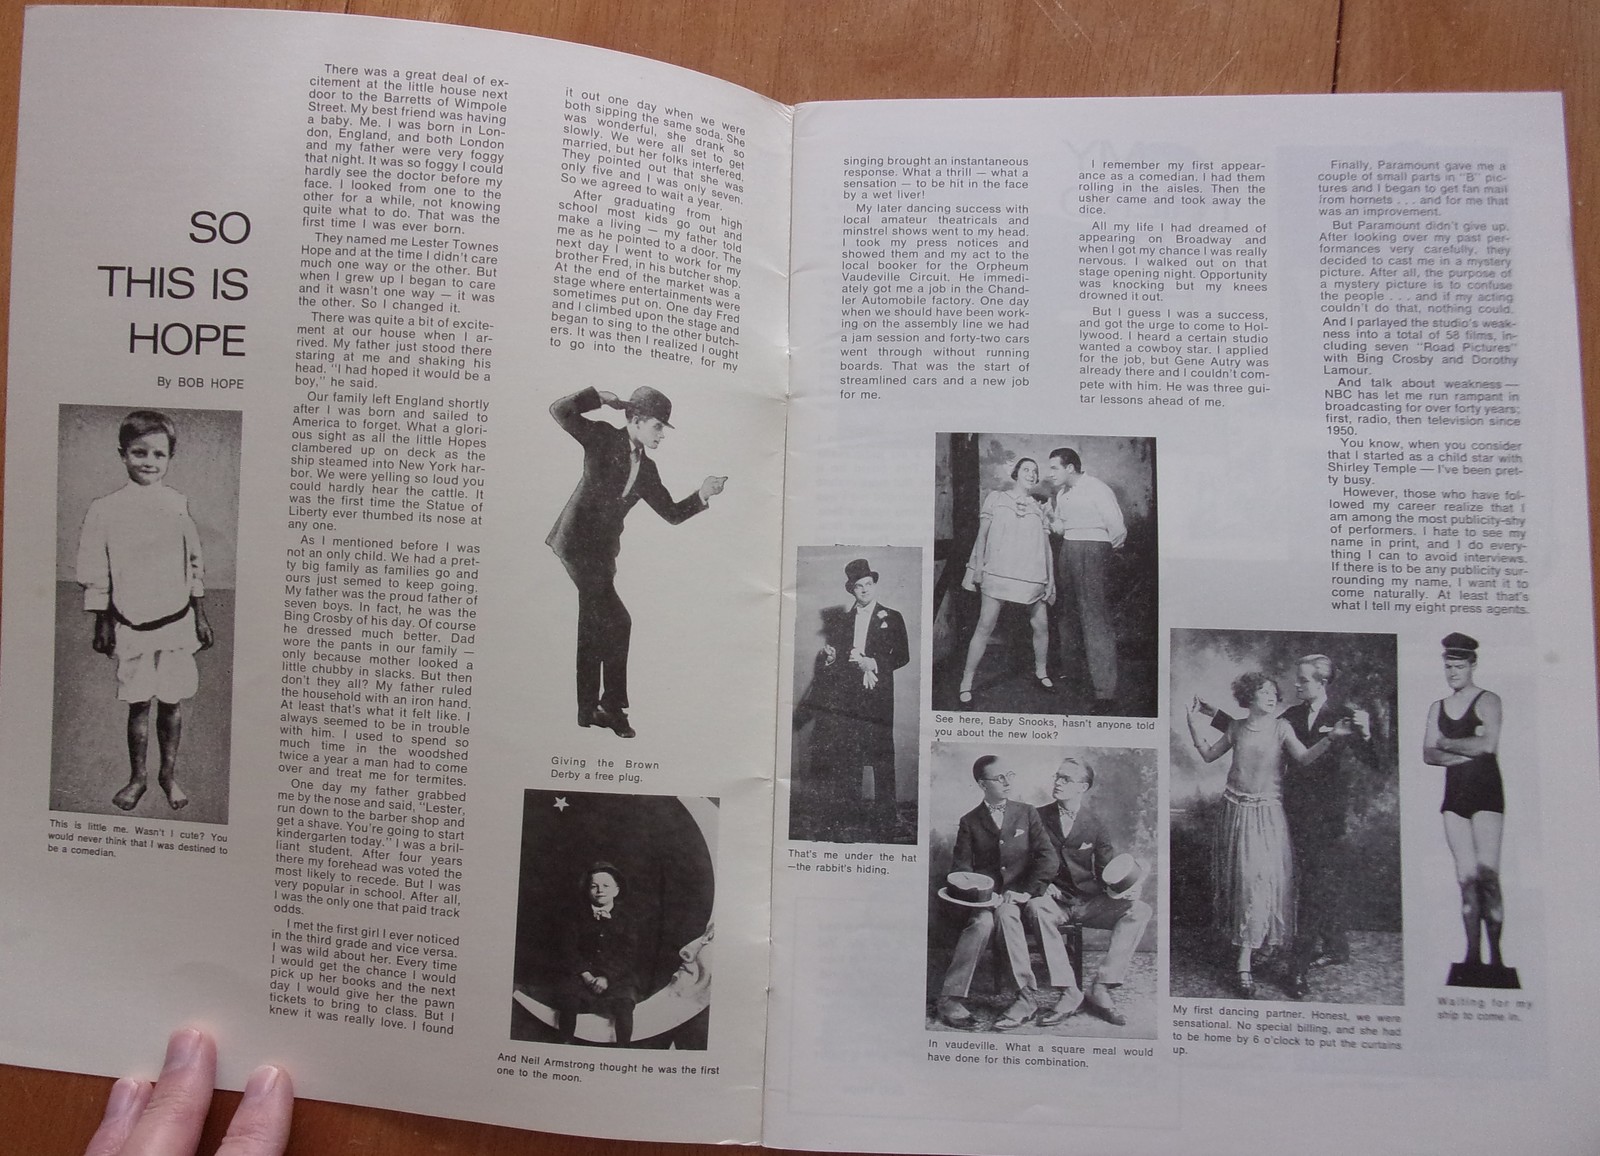 SO
THIS IS
HOPE
By BOB HOPE
This is little me. Wasn't I cute? You
would never think that I was destined to
be a comedian.
There was a great deal of ex-
citement at the little house next
door to the Barretts of Wimpole
Street. My best friend was having
a baby. Me. I was born in Lon-
don, England, and both London
and my father were very foggy
that night. It was so foggy I could
hardly see the doctor before my
face. I looked from one to the
other for a while, not knowing
quite what to do. That was the
first time I was ever born.
They named me Lester Townes
Hope and at the time I didn't care
much one way or the other. But
when I grew up I began to care
and it wasn't one way — it was
the other. So I changed it.
There was quite a bit of excite-
ment at our house when I ar-
rived. My father just stood there
staring at me and shaking his
head. "I had hoped it would be a
boy," he said.
Our family left England shortly
after I was born and sailed to
America to forget. What a glori-
ous sight as all the little Hopes
clambered up on deck as the
ship steamed into New York har-
bor. We were yelling so loud you
could hardly hear the cattle. It
was the first time the Statue of
Liberty ever thumbed its nose at
any one.
As I mentioned before I was
not an only child. We had a pret-
ty big family as families go and
ours just semed to keep going.
My father was the proud father of
seven boys. In fact, he was the
Bing Crosby of his day. Of course
he dressed much better. Dad
wore the pants in our family —
only because mother looked a
little chubby in slacks. But then
don't they all? My father ruled
the household with an iron hand.
At least that's what it felt like. I
always seemed to be in trouble
with him. I used to spend so
much time in the woodshed
twice a year a man had to come
over and treat me for termites.
One day my father grabbed
me by the nose and said, "Lester,
run down to the barber shop and
get a shave. You're going to start
kindergarten today." I was a bril-
liant student. After four years
there my forehead was voted the
most likely to recede. But I was
very popular in school. After all,
I was the only one that paid track
odds.
I met the first girl I ever noticed
in the third grade and vice versa.
I was wild about her. Every time
I would get the chance I would
pick up her books and the next
day I would give her the pawn
tickets to bring to class. But I
knew it was really love. I found
it out one day when we were
both sipping the same soda. She
was wonderful, she drank so
slowly. We were all set to get
married, but her folks interfered.
They pointed out that she was
only five and I was only seven.
So we agreed to wait a year.
After graduating from high
school most kids go out and
make a living — my father told
me as he pointed to a door. The
next day I went to work for my
brother Fred, in his butcher shop.
At the end of the market was a
stage where entertainments were
sometimes put on. One day Fred
and I climbed upon the stage and
began to sing to the other butch-
ers. It was then I realized I ought
to go into the theatre, for my
Giving the Brown
Derby a free plug.
And Neil Armstrong thought he was the first
one to the moon.
singing brought an instantaneous
response. What a thrill — what a
sensation — to be hit in the face
by a wet liver!
My later dancing success with
local amateur theatricals and
minstrel shows went to my head.
I took my press notices and
showed them and my act to the
local booker for the Orpheum
Vaudeville Circuit. He immedi-
ately got me a job in the Chand-
ler Automobile factory. One day
when we should have been work-
ing on the assembly line we had
a jam session and forty-two cars
went through without running
boards. That was the start of
streamlined cars and a new job
for me.
I remember my first appear-
ance as a comedian. I had them
rolling in the aisles. Then the
usher came and took away the
dice.
All my life I had dreamed of
appearing on Broadway and
when I got my chance I was really
nervous. I walked out on that
stage opening night. Opportunity
was knocking but my knees
drowned it out.
But I guess I was a success,
and got the urge to come to Hol-
lywood. I heard a certain studio
wanted a cowboy star. I applied
for the job, but Gene Autry was
already there and I couldn't com-
pete with him. He was three gui-
tar lessons ahead of me.
Finally, Paramount gave me a
couple of small parts in "B" pic-
tures and I began to get fan mail
from hornets . . . and for me that
was an improvement.
But Paramount didn't give up.
After looking over my past per-
formances very carefully, they
decided to cast me in a mystery
picture. After all, the purpose of
a mystery picture is to confuse
the people . . . and if my acting
couldn't do that, nothing could.
And I parlayed the studio's weak-
ness into a total of 58 films, in-
cluding seven "Road Pictures"
with Bing Crosby and Dorothy
Lamour.
And talk about weakness —
NBC has let me run rampant in
broadcasting for over forty years;
first, radio, then television since
1950.
You know, when you consider
that I started as a child star with
Shirley Temple — I've been pret-
ty busy.
However, those who have fol-
lowed my career realize that I
am among the most publicity-shy
of performers. I hate to see my
name in print, and I do every-
thing I can to avoid interviews.
If there is to be any publicity sur-
rounding my name, I want it to
come naturally. At least that's
what I tell my eight press agents.
That's me under the hat
—the rabbit's hiding.
See here, Baby Snooks, hasn't anyone told
you about the new look?
In vaudeville. What a square meal would
have done for this combination.
My first dancing partner. Honest, we were
sensational. No special billing, and she had
to be home by 6 o'clock to put the curtains
up.
Waiting for my
ship to come in.